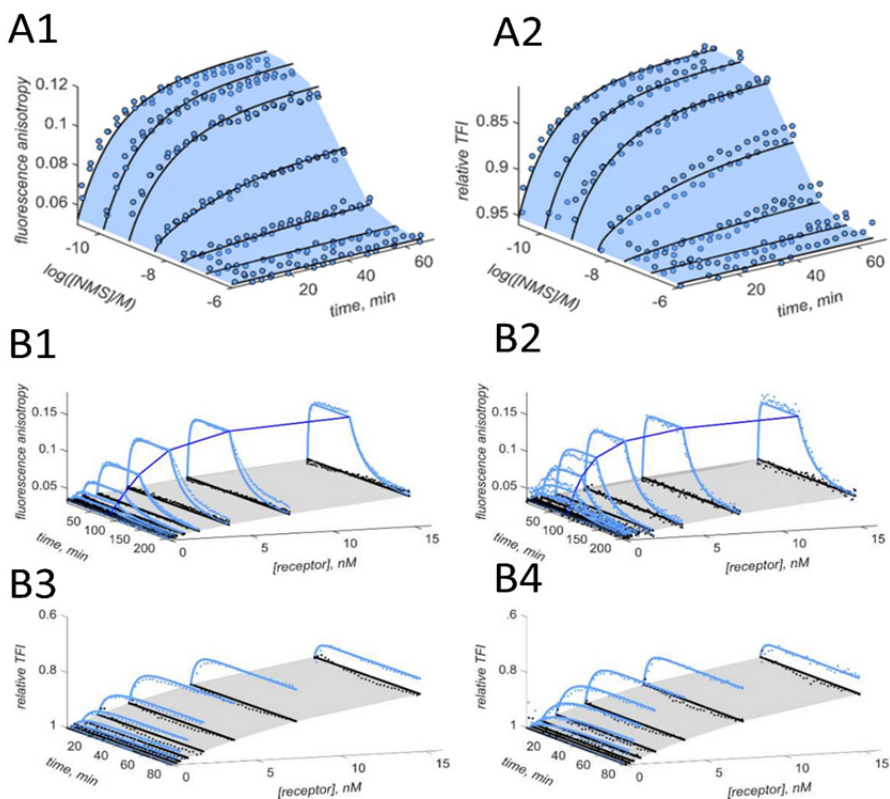 A1
A2
fluorescence anisotropy
0.12
0.1
0.08
0.06
-10
-8
-6
log([NMS]/M)
20
40
60
time, min
relative TFI
0.85
0.9
0.95
-10
-8
-6
log([NMS]/M)
20
40
60
time, min
B1
B2
fluorescence anisotropy
0.15
0.1
0.05
50
100
150
200
time, min
0
5
10
15
[receptor], nM
fluorescence anisotropy
0.15
0.1
0.05
50
100
150
200
time, min
0
5
10
15
[receptor], nM
B3
B4
relative TFI
0.6
0.8
1
20
40
60
80
time, min
0
5
10
15
[receptor], nM
relative TFI
.6
0.8
1
20
40
60
80
time, min
0
5
10
15
[receptor], nM